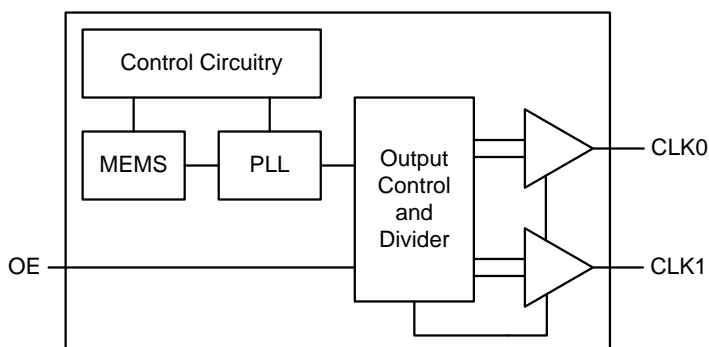 Control Circuitry
MEMS
PLL
Output
Control
and
Divider
CLK0
OE
CLK1